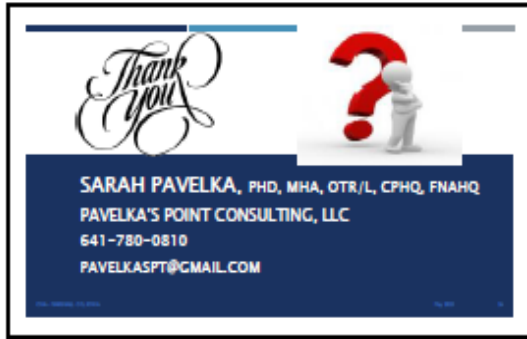 Thank
you
SARAH PAVELKA, PHD, MHA, OTR/L, CPHQ, FNAHQ
PAVELKA'S POINT CONSULTING, LLC
641-780-0810
PAVELKASPT@GMAIL.COM